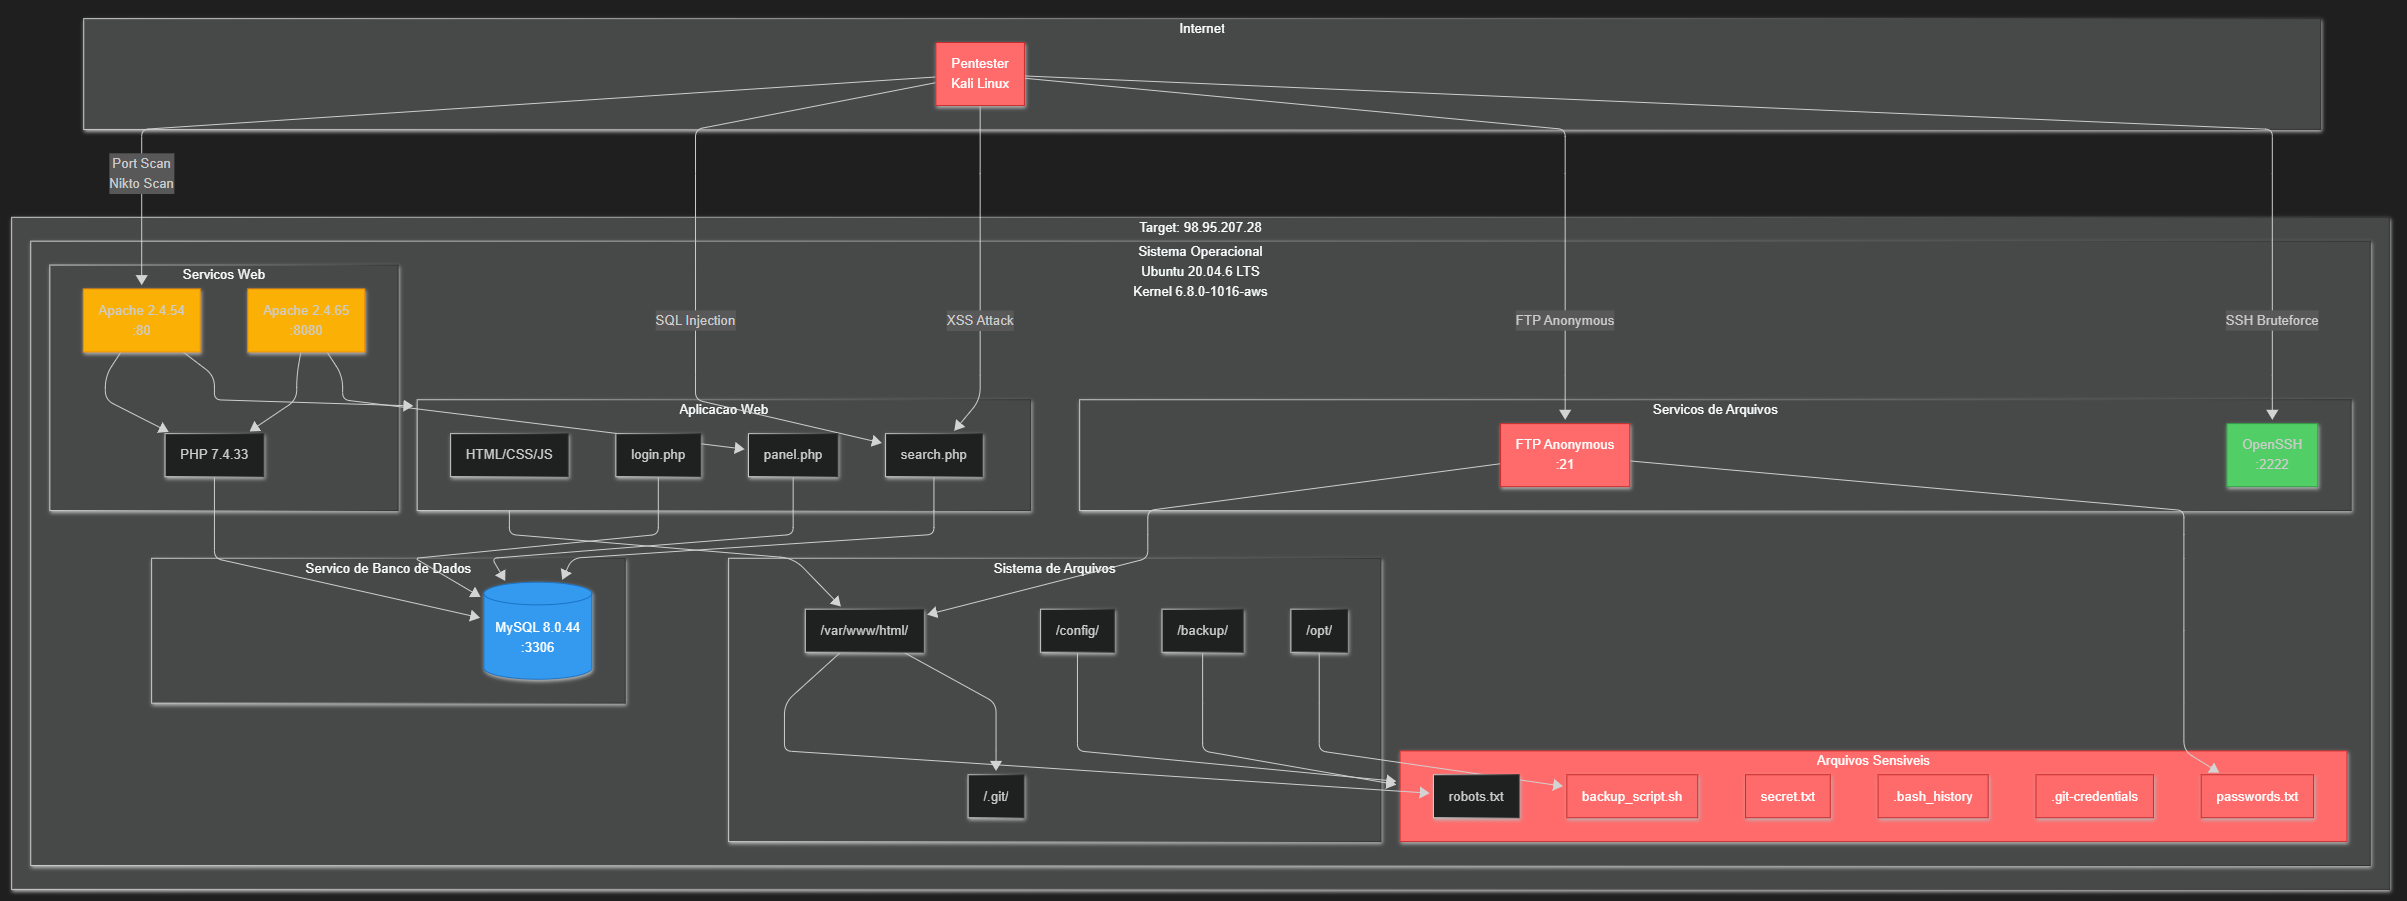 Internet
Pentester
Kali Linux
Port Scan
Nikto Scan
Target: 98.95.207.28
Sistema Operacional
Ubuntu 20.04.6 LTS
Kernel 6.8.0-1016-aws
Servicos Web
Apache 2.4.54
:80
Apache 2.4.65
:8080
SQL Injection
XSS Attack
FTP Anonymous
SSH Bruteforce
PHP 7.4.33
Aplicacao Web
HTML/CSS/JS
login.php
panel.php
search.php
Servicos de Arquivos
FTP Anonymous
:21
OpenSSH
:2222
Servico de Banco de Dados
MySQL 8.0.44
:3306
Sistema de Arquivos
/var/www/html/
/config/
/backup/
/opt/
/.git/
Arquivos Sensiveis
robots.txt
backup_script.sh
secret.txt
.bash_history
.git-credentials
passwords.txt